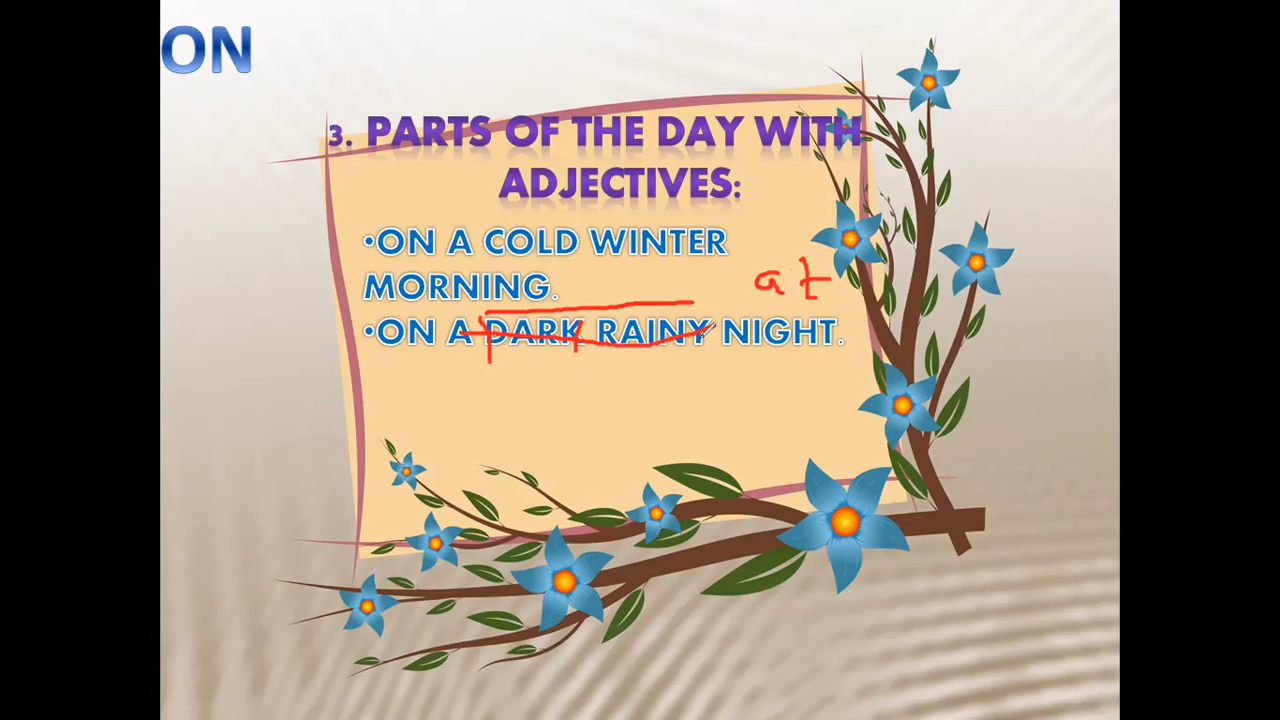 ON
3. PARTS OF THE DAY WITH
ADJECTIVES:
•ON A COLD WINTER
MORNING.
at
•ON A DARK RAINY NIGHT.